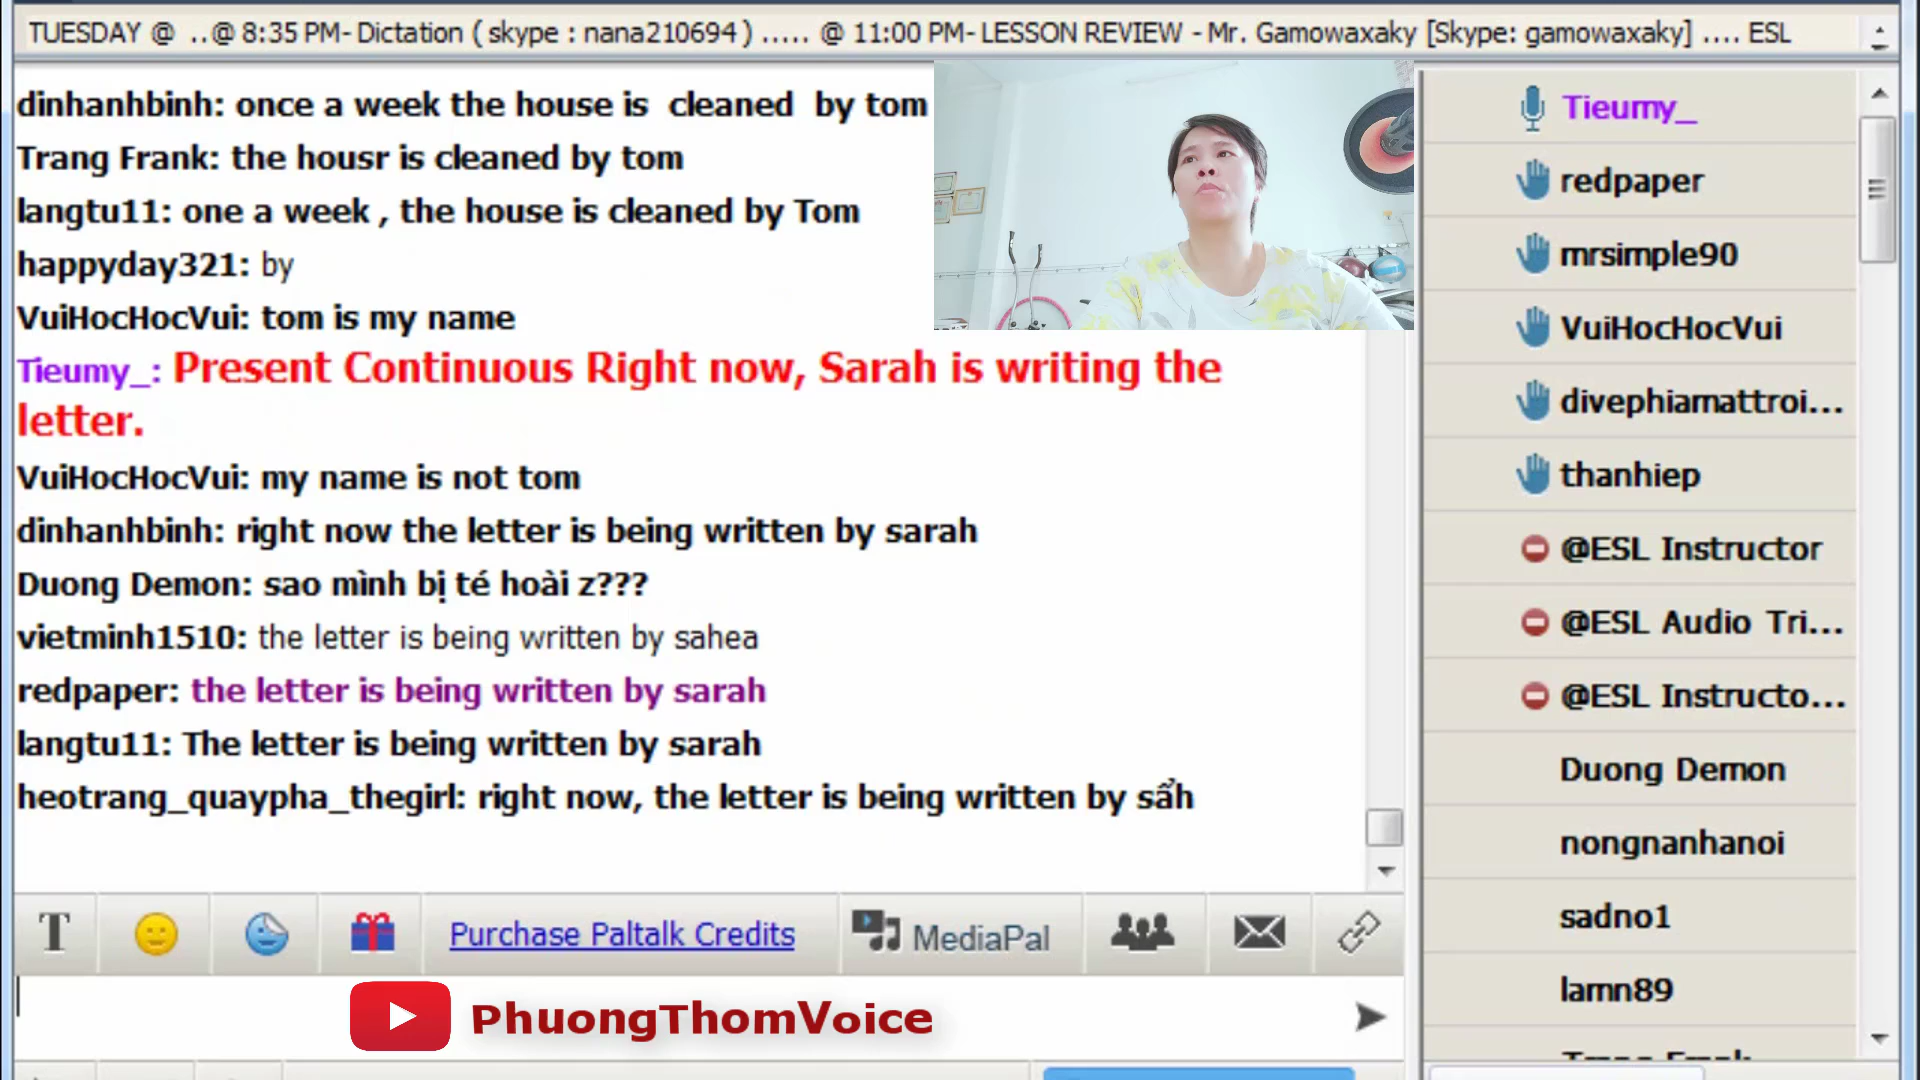 TUESDAY @ ..@ 8:35 PM- Dictation ( skype : nana210694 ) ..... @ 11:00 PM- LESSON REVIEW - Mr. Gamowaxaky [Skype: gamowaxaky] .... ESL
dinhanhbinh: once a week the house is cleaned by tom
Trang Frank: the housr is cleaned by tom
langtu11: one a week , the house is cleaned by Tom
happyday321: by
VuiHocHocVui: tom is my name
Tieumy_: Present Continuous Right now, Sarah is writing the
letter.
VuiHocHocVui: my name is not tom
dinhanhbinh: right now the letter is being written by sarah
Duong Demon: sao mình bị té hoài z???
vietminh1510: the letter is being written by sahea
redpaper: the letter is being written by sarah
langtu11: The letter is being written by sarah
heotrang_quaypha_thegirl: right now, the letter is being written by sẩh
T
Purchase Paltalk Credits
MediaPal
PhuongThomVoice
Tieumy_
redpaper
mrsimple90
VuiHocHocVui
divephiamattroi...
thanhiep
@ESL Instructor
@ESL Audio Tri...
@ESL Instructo...
Duong Demon
nongnanhanoi
sadno1
lamn89